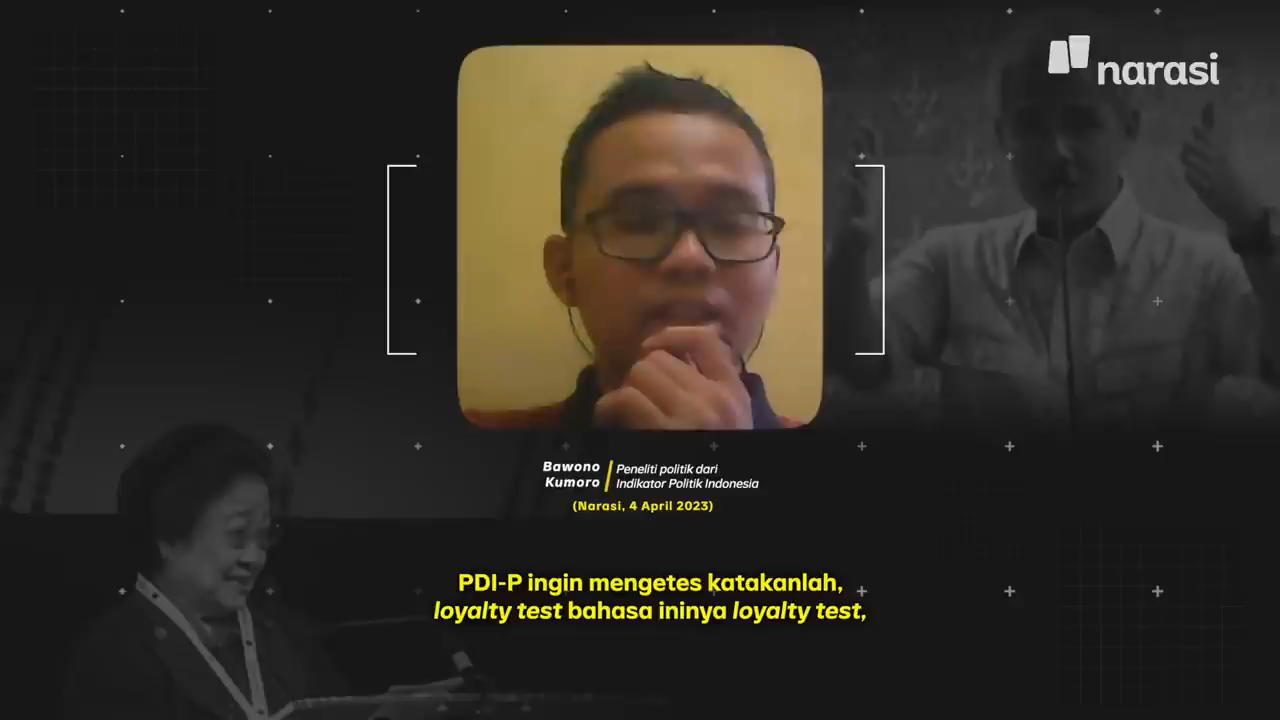 narasi
Bawono
Kumoro
Peneliti politik dari
Indikator Politik Indonesia
(Narasi, 4 April 2023)
PDI-P ingin mengetes katakanlah,
loyalty test bahasa ininya loyalty test,